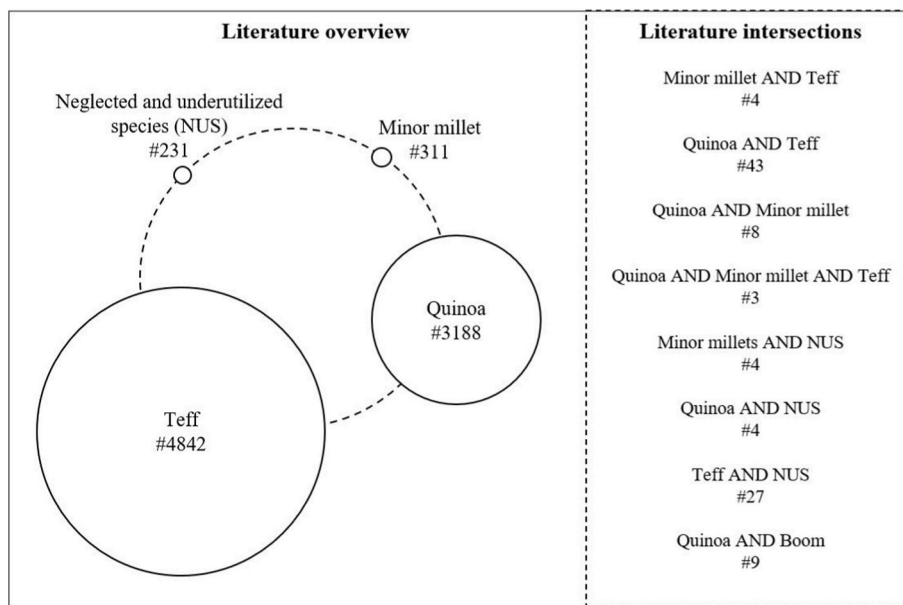 Literature overview
Neglected and underutilized
species (NUS)
#231
Minor millet
#311
Quinoa
#3188
Teff
#4842
Literature intersections
Minor millet AND Teff
#4
Quinoa AND Teff
#43
Quinoa AND Minor millet
#8
Quinoa AND Minor millet AND Teff
#3
Minor millets AND NUS
#4
Quinoa AND NUS
#4
Teff AND NUS
#27
Quinoa AND Boom
#9